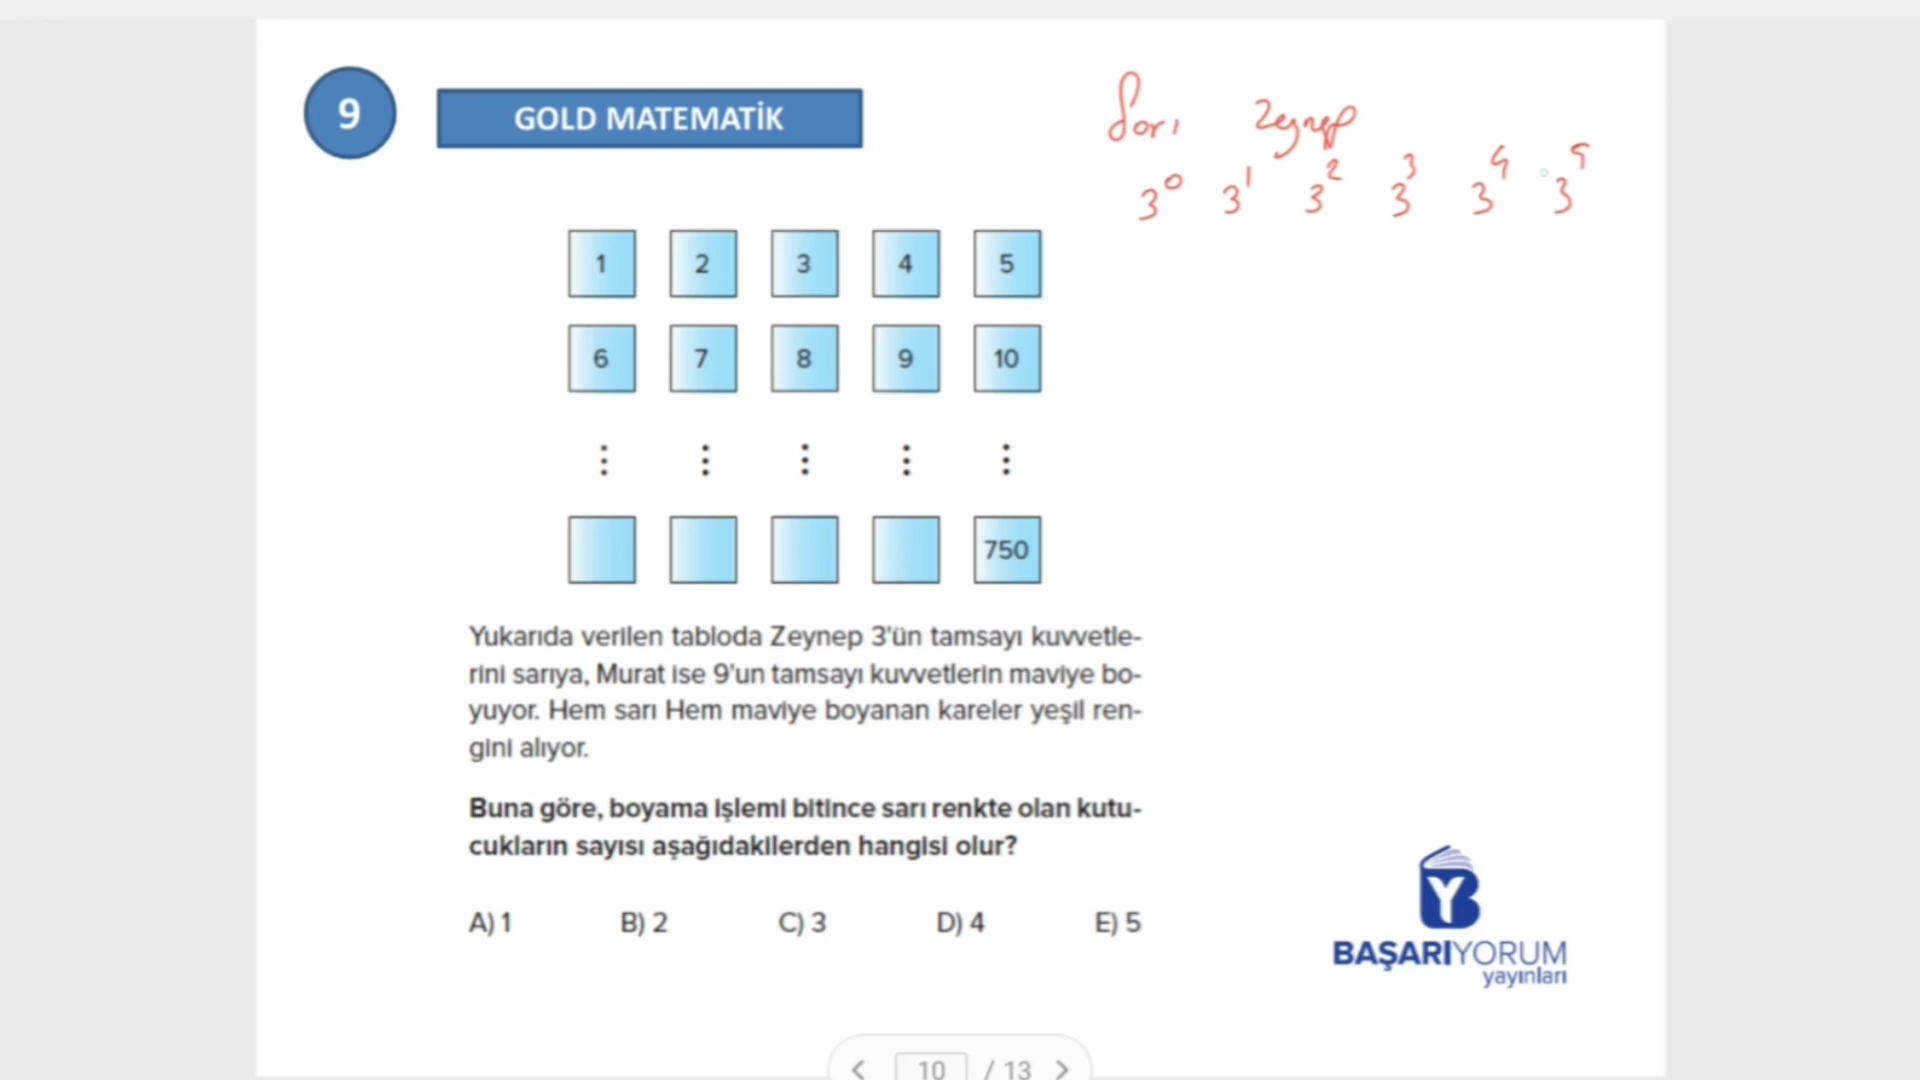 9
GOLD MATEMATİK
Sarı Zeynep
3⁰ 3¹ 3² 3³ 3⁴ 3⁵
1 2 3 4 5
6 7 8 9 10
⋮ ⋮ ⋮ ⋮ ⋮
750
Yukarıda verilen tabloda Zeynep 3'ün tamsayı kuvvetle-
rini sarıya, Murat ise 9'un tamsayı kuvvetlerin maviye bo-
yuyor. Hem sarı Hem maviye boyanan kareler yeşil ren-
gini alıyor.
Buna göre, boyama işlemi bitince sarı renkte olan kutu-
cukların sayısı aşağıdakilerden hangisi olur?
A) 1 B) 2 C) 3 D) 4 E) 5
BAŞARIYORUM
yayınları
10 / 13